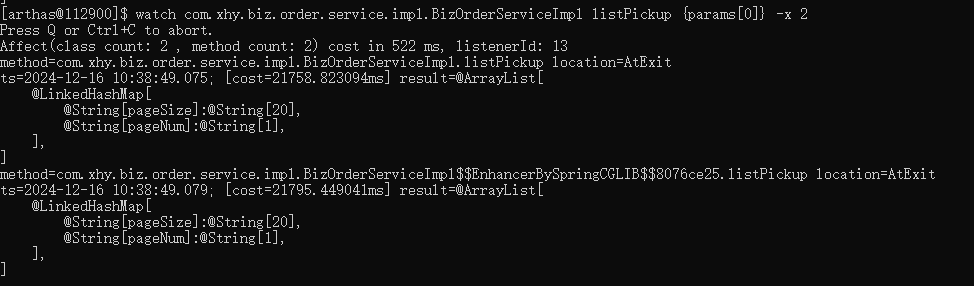 [arthas@112900]$ watch com.xhy.biz.order.service.impl.BizOrderServiceImpl listPickup {params[0]} -x 2
Press Q or Ctrl+C to abort.
Affect(class count: 2 , method count: 2) cost in 522 ms, listenerId: 13
method=com.xhy.biz.order.service.impl.BizOrderServiceImpl.listPickup location=AtExit
ts=2024-12-16 10:38:49.075; [cost=21758.823094ms] result=@ArrayList[
    @LinkedHashMap[
        @String[pageSize]:@String[20],
        @String[pageNum]:@String[1],
    ],
]
method=com.xhy.biz.order.service.impl.BizOrderServiceImpl$$EnhancerBySpringCGLIB$$8076ce25.listPickup location=AtExit
ts=2024-12-16 10:38:49.079; [cost=21795.449041ms] result=@ArrayList[
    @LinkedHashMap[
        @String[pageSize]:@String[20],
        @String[pageNum]:@String[1],
    ],
]